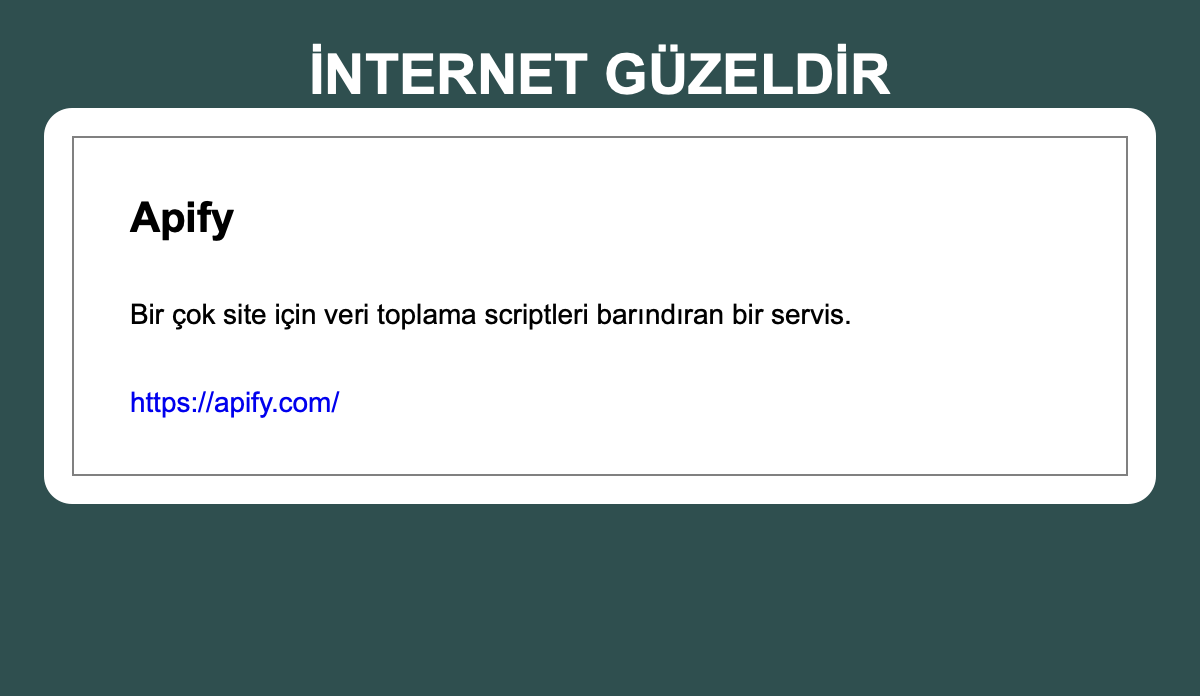 İNTERNET GÜZELDİR
Apify
Bir çok site için veri toplama scriptleri barındıran bir servis.
https://apify.com/